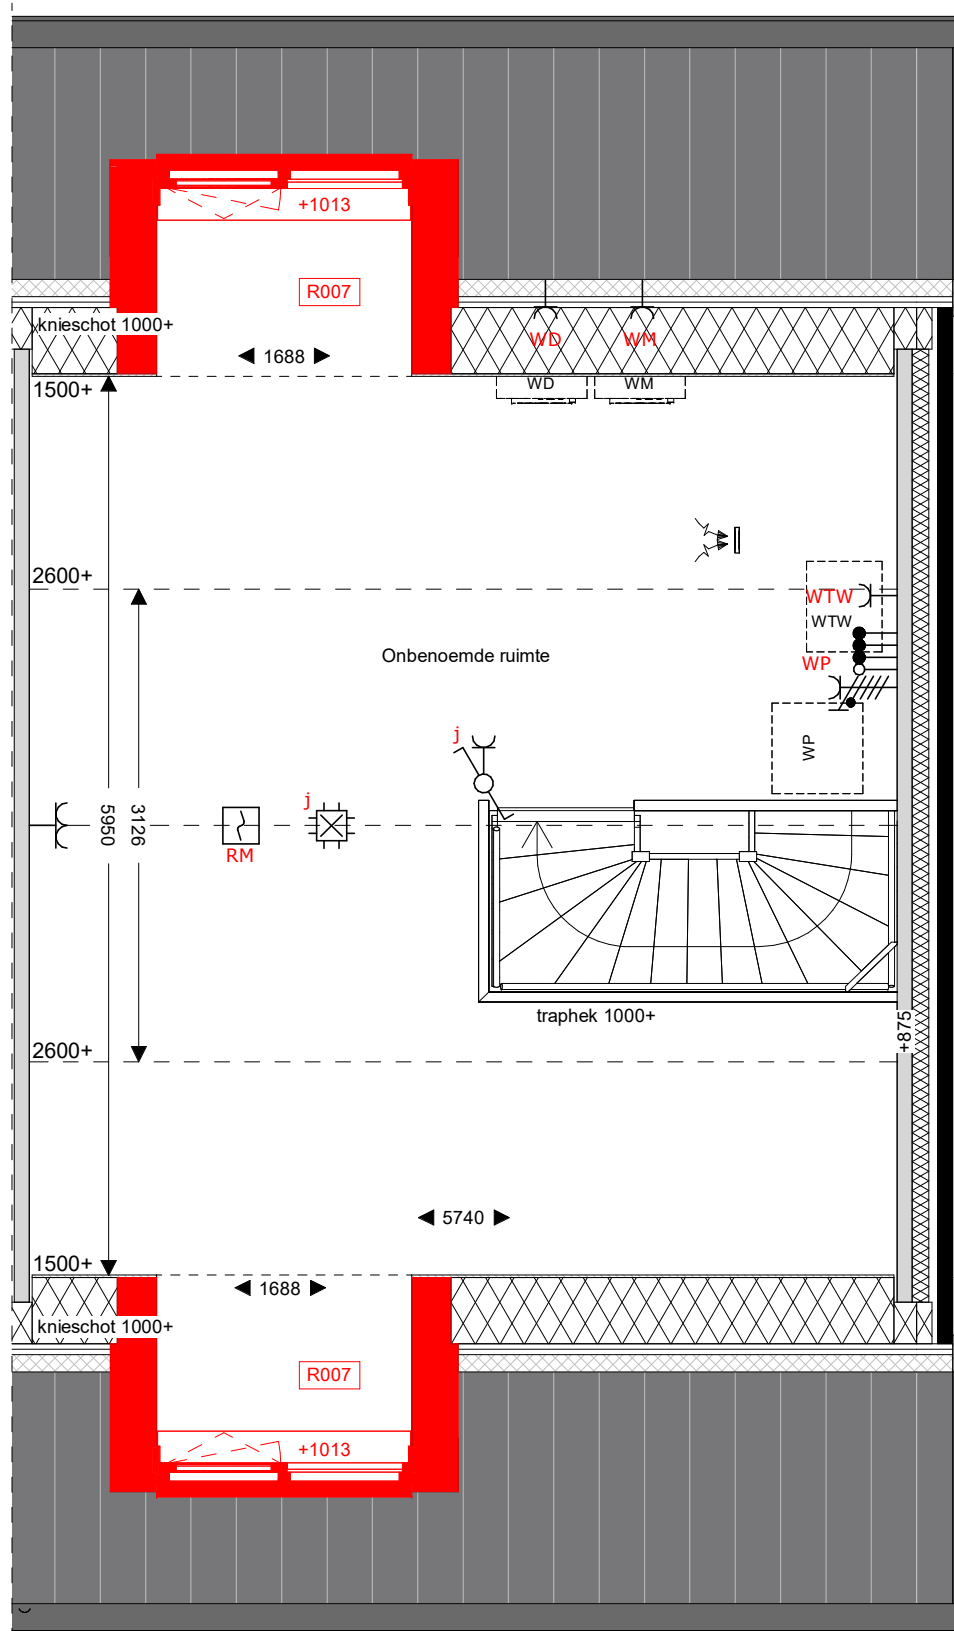 +1013
R007
knieschot 1000+
WD
WM
1688
WD
WM
1500+
2600+
WTW
WTW
Onbenoemde ruimte
WP
j
WP
j
3126
5950
RM
traphek 1000+
+875
2600+
5740
1500+
1688
knieschot 1000+
R007
+1013